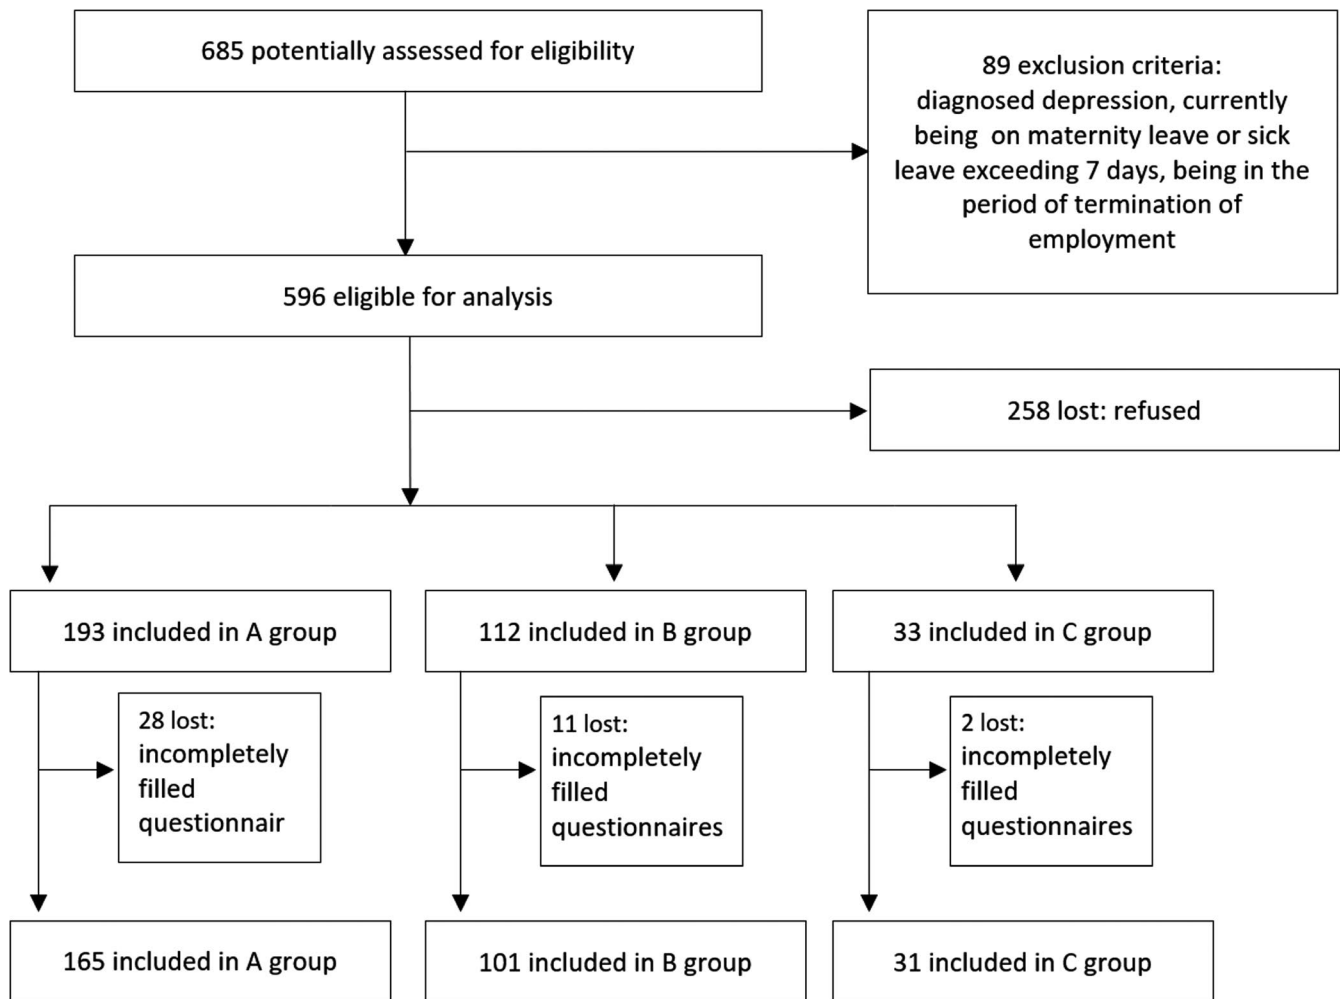 685 potentially assessed for eligibility
89 exclusion criteria:
diagnosed depression, currently
being on maternity leave or sick
leave exceeding 7 days, being in the
period of termination of
employment
596 eligible for analysis
258 lost: refused
193 included in A group
112 included in B group
33 included in C group
28 lost:
incompletely
filled
questionnair
11 lost:
incompletely
filled
questionnaires
2 lost:
incompletely
filled
questionnaires
165 included in A group
101 included in B group
31 included in C group